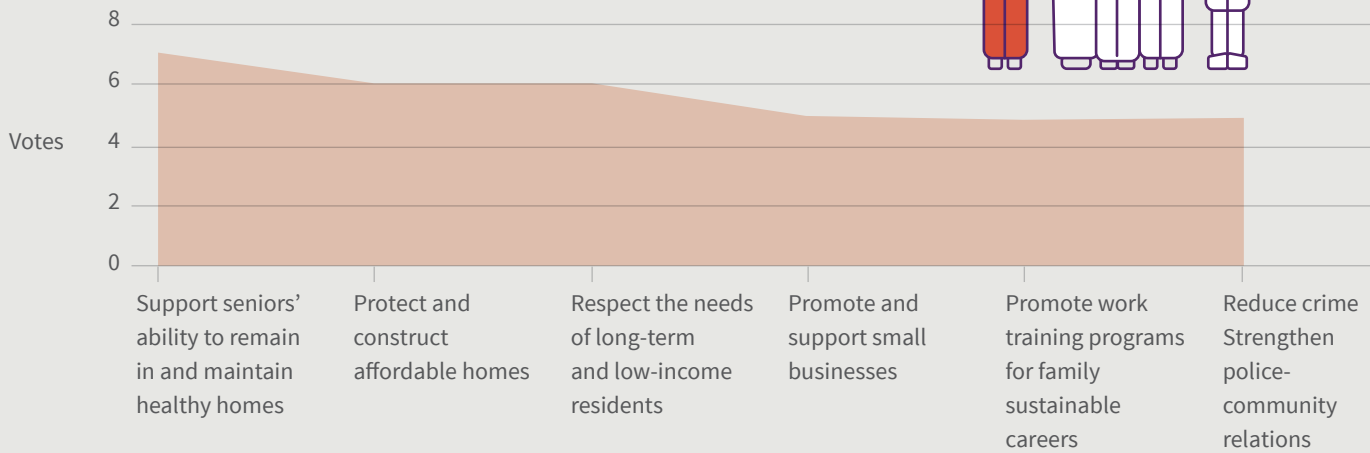 8
6
Votes
4
2
0
Support seniors’
ability to remain
in and maintain
healthy homes
Protect and
construct
affordable homes
Respect the needs
of long-term
and low-income
residents
Promote and
support small
businesses
Promote work
training programs
for family
sustainable
careers
Reduce crime
Strengthen
police-
community
relations